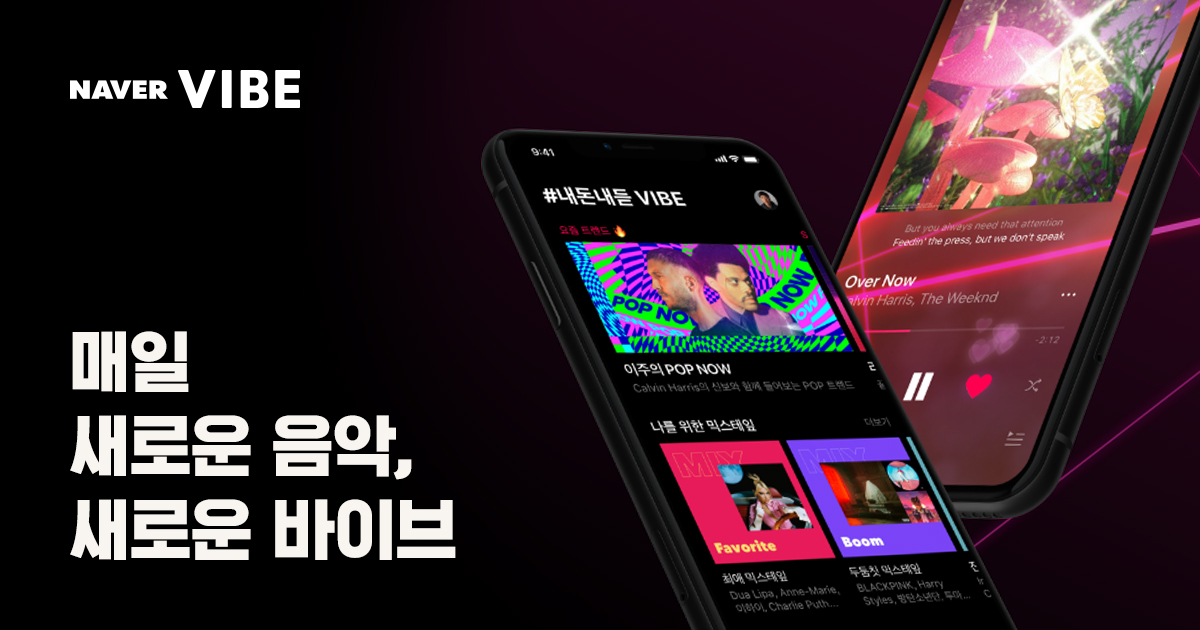 NAVER VIBE
매일
새로운 음악,
새로운 바이브
9:41
#내돈내듣 VIBE
요즘 트렌드 🔥
S
POP NO
NOW
NOW
이주의 POP NOW
Calvin Harris의 신보와 함께 들어보는 POP 트렌드
나를 위한 믹스테잎
더보기
MIX
MIX
Favorite
Boom
최애 믹스테잎
Dua Lipa, Anne-Marie,
이하이, Charlie Puth...
두둠칫 믹스테잎
BLACKPINK, Harry
Styles, 방탄소년단, 투마...
But you always need that attention
Feedin' the press, but we don't speak
Over Now
alvin Harris, The Weeknd
-2:12